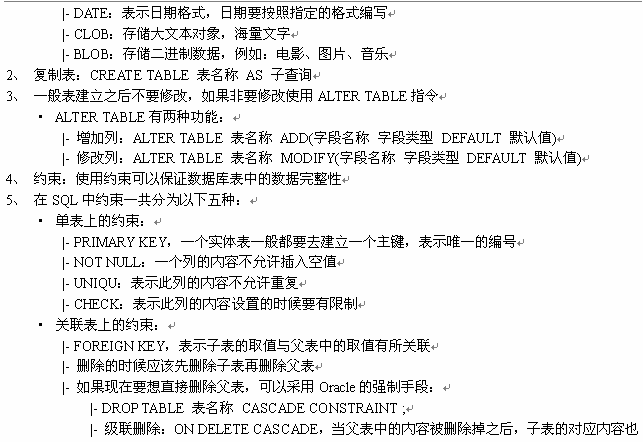 |- DATE：表示日期格式，日期要按照指定的格式编写
|- CLOB：存储大文本对象，海量文字
|- BLOB：存储二进制数据，例如：电影、图片、音乐
2、 复制表：CREATE TABLE 表名称 AS 子查询
3、 一般表建立之后不要修改，如果非要修改使用 ALTER TABLE 指令
· ALTER TABLE 有两种功能：
|- 增加列：ALTER TABLE 表名称 ADD(字段名称 字段类型 DEFAULT 默认值)
|- 修改列：ALTER TABLE 表名称 MODIFY(字段名称 字段类型 DEFAULT 默认值)
4、 约束：使用约束可以保证数据库表中的数据完整性
5、 在 SQL 中约束一共分为以下五种：
· 单表上的约束：
|- PRIMARY KEY，一个实体表一般都要去建立一个主键，表示唯一的编号
|- NOT NULL：一个列的内容不允许插入空值
|- UNIQU：表示此列的内容不允许重复
|- CHECK：表示此列的内容设置的时候要有限制
· 关联表上的约束：
|- FOREIGN KEY，表示子表的取值与父表中的取值有所关联
|- 删除的时候应该先删除子表再删除父表
|- 如果现在要想直接删除父表，可以采用 Oracle 的强制手段：
|- DROP TABLE 表名称 CASCADE CONSTRAINT ;
|- 级联删除：ON DELETE CASCADE，当父表中的内容被删除掉之后，子表的对应内容也